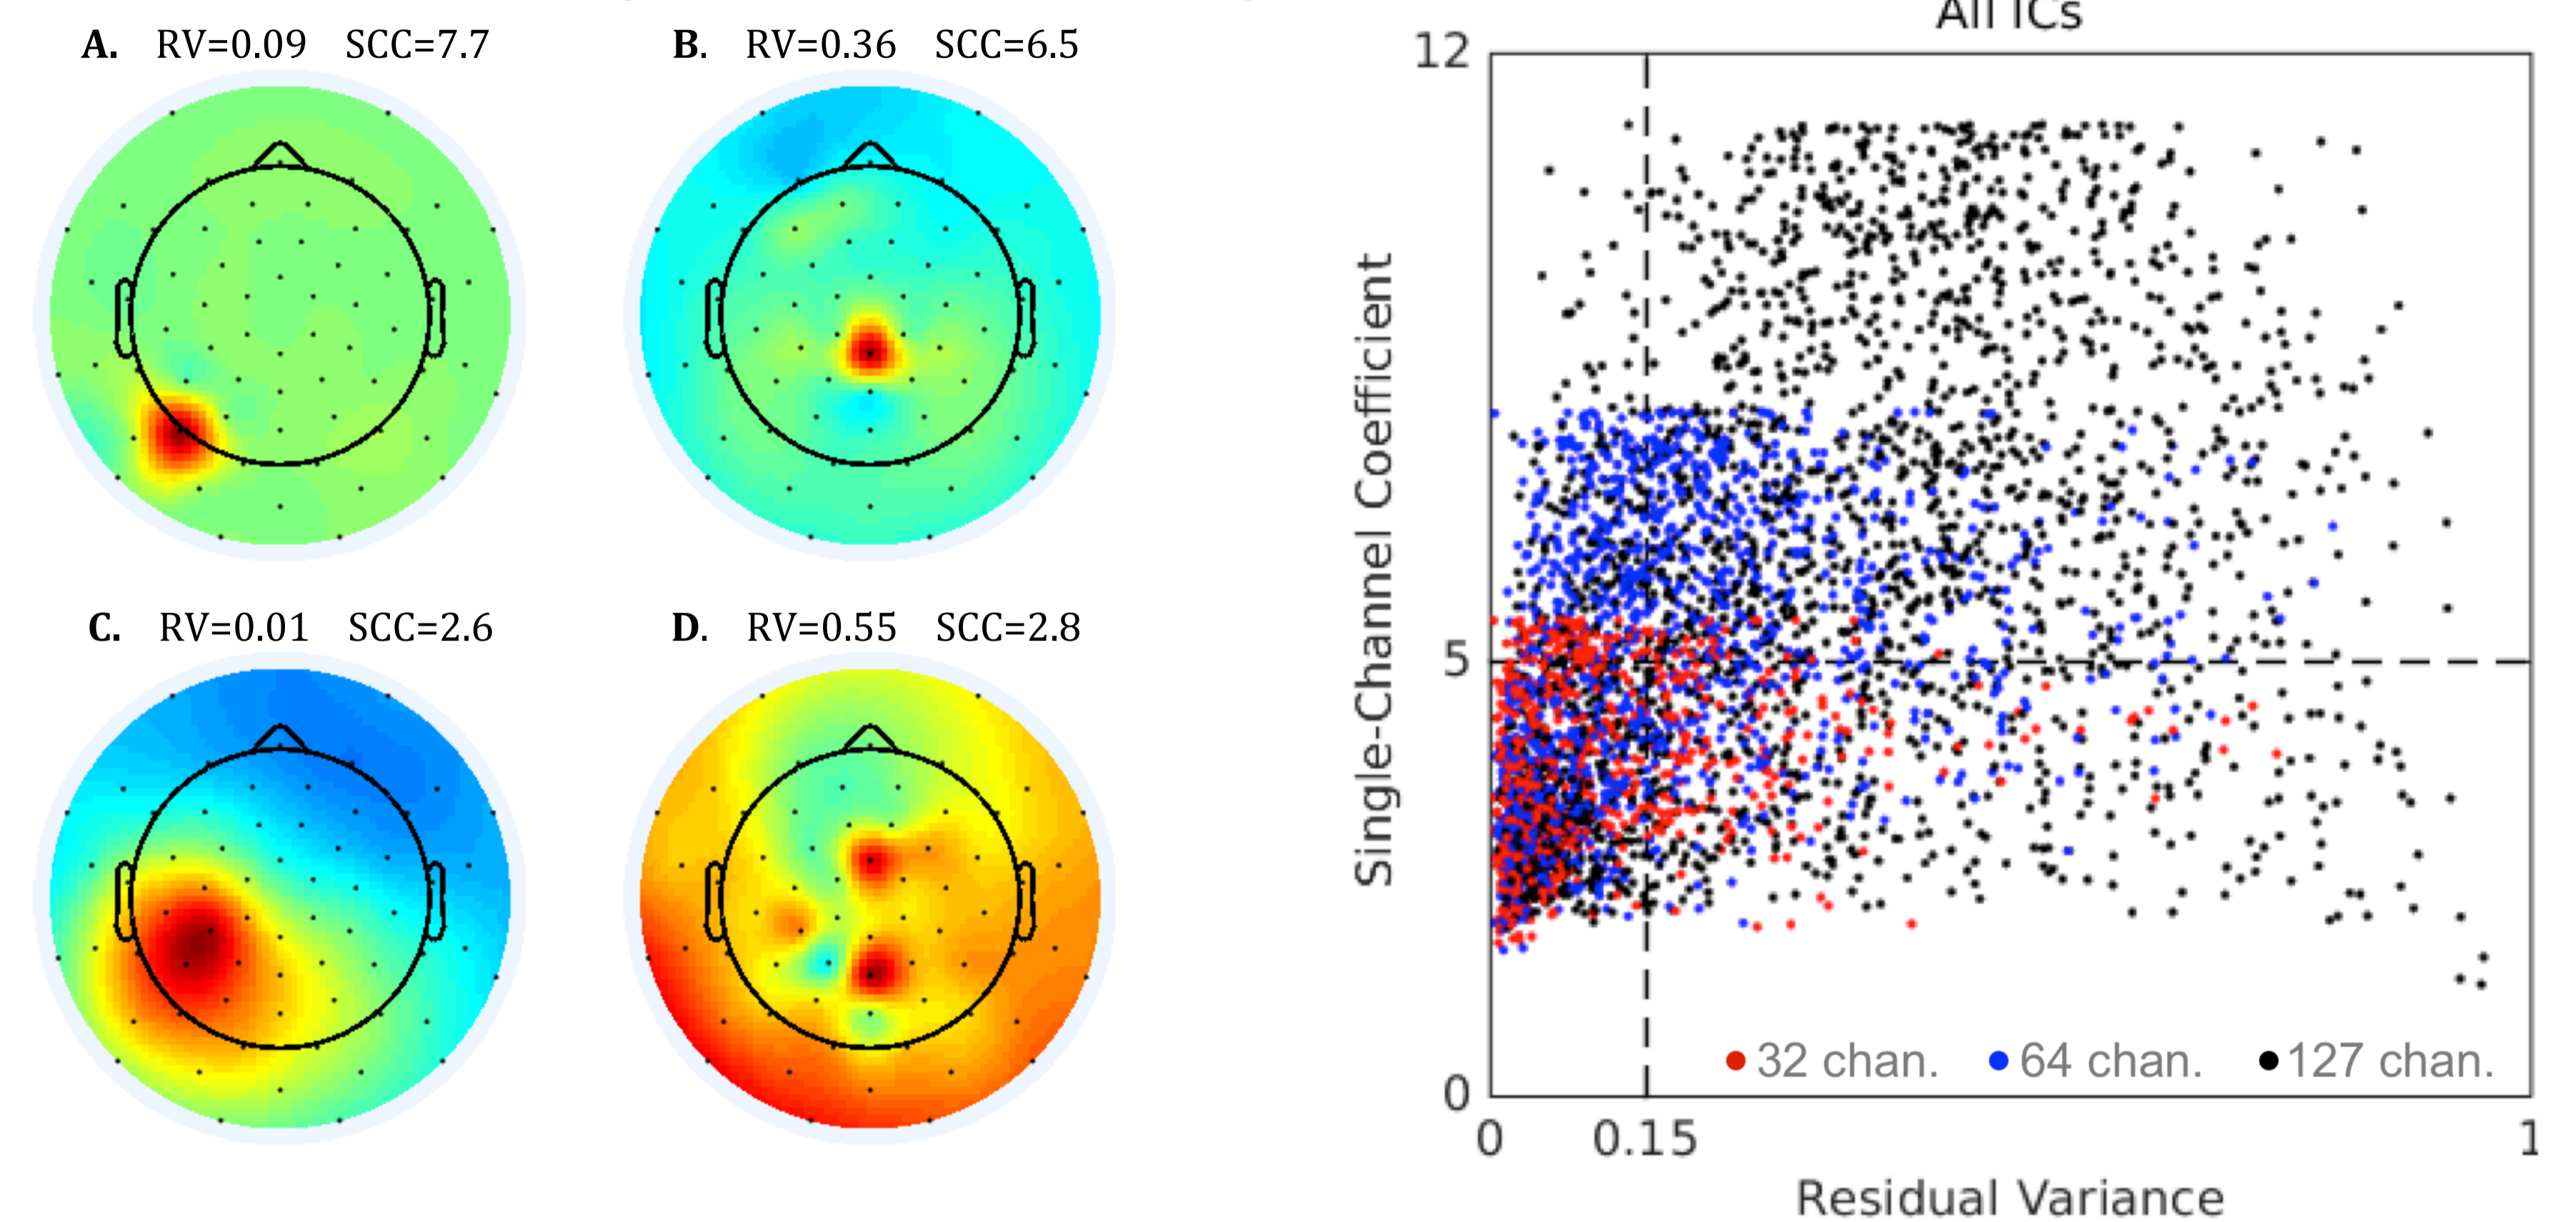 A. RV=0.09 SCC=7.7
B. RV=0.36 SCC=6.5
C. RV=0.01 SCC=2.6
D. RV=0.55 SCC=2.8
All ICs
12
5
0
Single-Channel Coefficient
32 chan. 64 chan. 127 chan.
0 0.15 1
Residual Variance